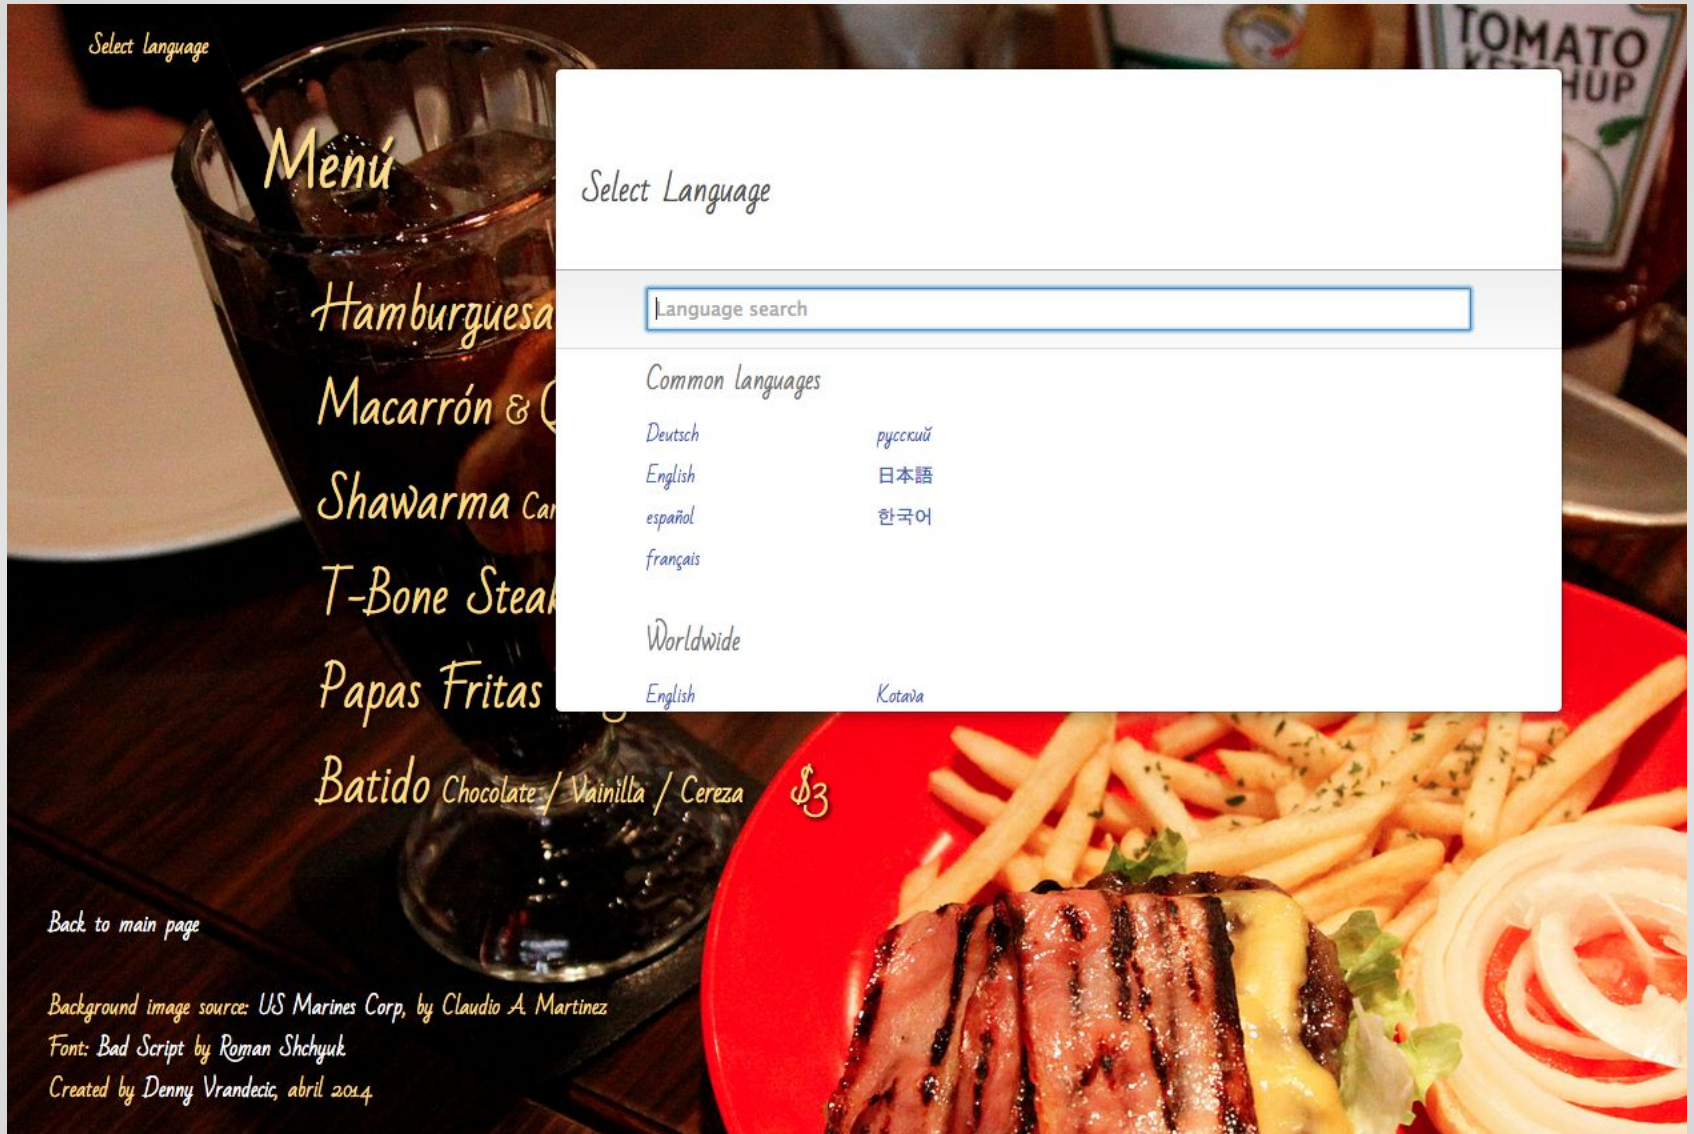 Select language
TOMATO
KETCHUP
Menú
Select Language
Hamburguesa
Language search
Common languages
Macarrón &
Deutsch русский
English 日本語
Shawarma
español 한국어
français
T-Bone Steak
Worldwide
Papas Fritas
English Kotava
Batido Chocolate / Vainilla / Cereza $3
Back to main page
Background image source: US Marines Corp, by Claudio A. Martinez
Font: Bad Script by Roman Shchyuk
Created by Denny Vrandecic, abril 2014